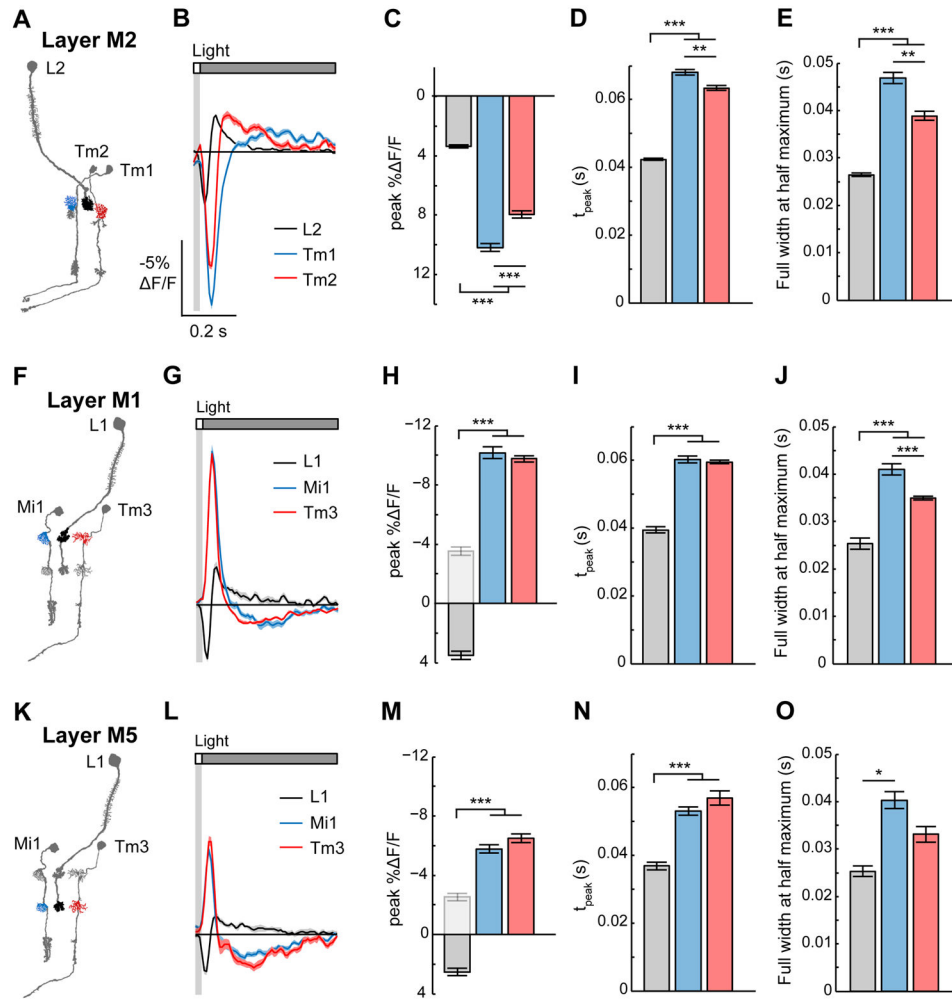 A
Layer M2
L2
Tm2
Tm1
B
Light
-5%
ΔF/F
0.2 s
L2
Tm1
Tm2
C
peak %ΔF/F
0
4
8
12
***
***
D
t peak (s)
0.06
0.04
0.02
0
***
**
E
Full width at half maximum (s)
0.05
0.04
0.03
0.02
0.01
0
***
**
F
Layer M1
L1
Mi1
Tm3
G
Light
L1
Mi1
Tm3
H
peak %ΔF/F
−12
−8
−4
0
4
***
I
t peak (s)
0.06
0.04
0.02
0
***
J
Full width at half maximum (s)
0.05
0.04
0.03
0.02
0.01
0
***
***
K
Layer M5
L1
Mi1
Tm3
L
Light
L1
Mi1
Tm3
M
peak %ΔF/F
−12
−8
−4
0
4
***
N
t peak (s)
0.06
0.04
0.02
0
***
O
Full width at half maximum (s)
0.05
0.04
0.03
0.02
0.01
0
*